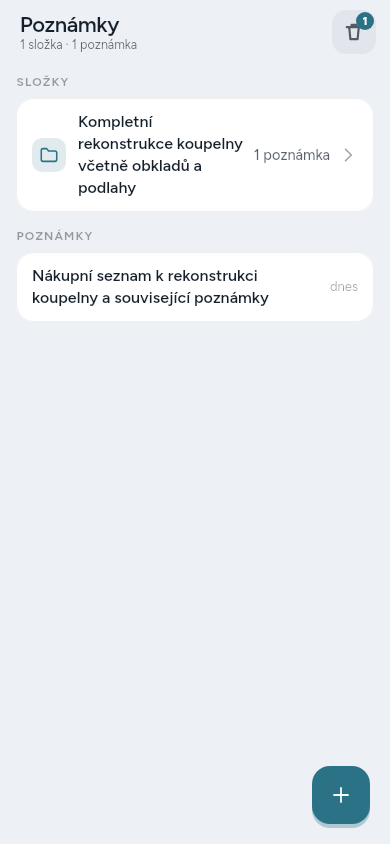 Poznámky
1 složka · 1 poznámka
1
SLOŽKY
Kompletní
rekonstrukce koupelny
včetně obkladů a
podlahy
1 poznámka
POZNÁMKY
Nákupní seznam k rekonstrukci
koupelny a související poznámky
dnes